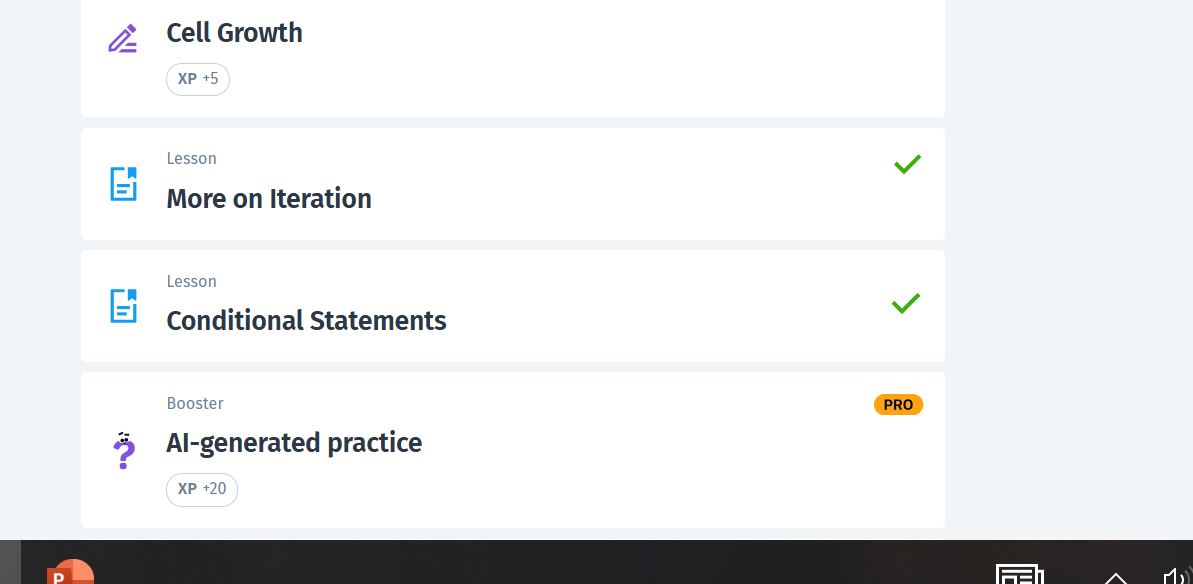 Cell Growth
XP +5
Lesson
More on Iteration
Lesson
Conditional Statements
Booster
PRO
AI-generated practice
XP +20
P